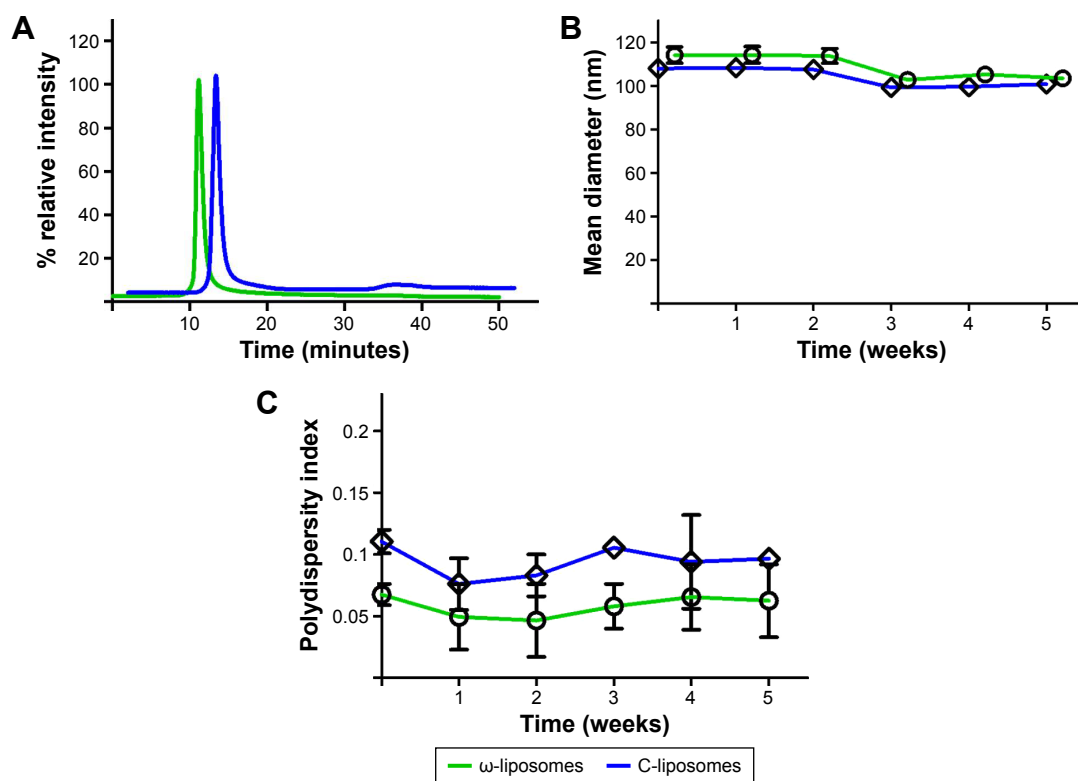 A
% relative intensity
120
100
80
60
40
20
10 20 30 40 50
Time (minutes)
B
Mean diameter (nm)
120
100
80
60
40
20
1 2 3 4 5
Time (weeks)
C
Polydispersity index
0.2
0.15
0.1
0.05
1 2 3 4 5
Time (weeks)
ω-liposomes C-liposomes